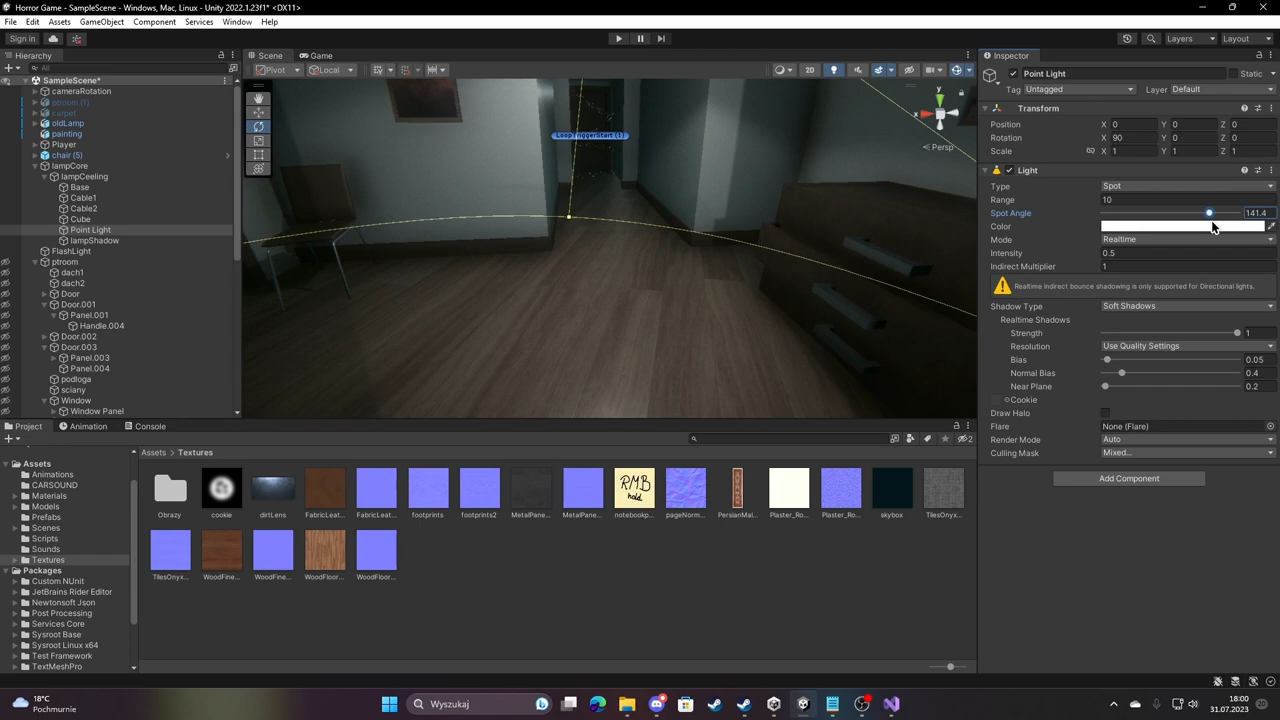 Horror Game - SampleScene - Windows, Mac, Linux - Unity 2022.1.23f1* <DX11>
File Edit Assets GameObject Component Services Window Help
Sign in
Layers
Layout
Hierarchy
All
SampleScene*
cameraRotation
ptroom (1)
carpet
oldLamp
painting
Player
chair (5)
lampCore
lampCeeling
Base
Cable1
Cable2
Cube
Point Light
lampShadow
FlashLight
ptroom
dach1
dach2
Door
Door.001
Panel.001
Handle.004
Door.002
Door.003
Panel.003
Panel.004
podloga
sciany
Window
Window Panel
Scene Game
Pivot Local
2D
LoopTriggerStart (1)
y
x
Persp
Inspector
Point Light Static
Tag Untagged Layer Default
Transform
Position X 0 Y 0 Z 0
Rotation X 90 Y 0 Z 0
Scale X 1 Y 1 Z 1
Light
Type Spot
Range 10
Spot Angle 141.4
Color
Mode Realtime
Intensity 0.5
Indirect Multiplier 1
Realtime indirect bounce shadowing is only supported for Directional lights.
Shadow Type Soft Shadows
Realtime Shadows
Strength 1
Resolution Use Quality Settings
Bias 0.05
Normal Bias 0.4
Near Plane 0.2
Cookie
Draw Halo
Flare None (Flare)
Render Mode Auto
Culling Mask Mixed...
Add Component
Project Animation Console
2
Assets
Animations
CARSOUND
Materials
Models
Prefabs
Scenes
Scripts
Sounds
Textures
Packages
Custom NUnit
JetBrains Rider Editor
Newtonsoft Json
Post Processing
Services Core
Sysroot Base
Sysroot Linux x64
Test Framework
TextMeshPro
Assets > Textures
RMB
hold
Obrazy cookie dirtLens FabricLeat... FabricLeat... footprints footprints2 MetalPane... MetalPane... notebookp... pageNorm... PersianMal... Plaster_Ro... Plaster_Ro... skybox TilesOnyx...
TilesOnyx... WoodFine... WoodFine... WoodFloor... WoodFloor...
18°C
Pochmurnie
Wyszukaj
18:00
31.07.2023